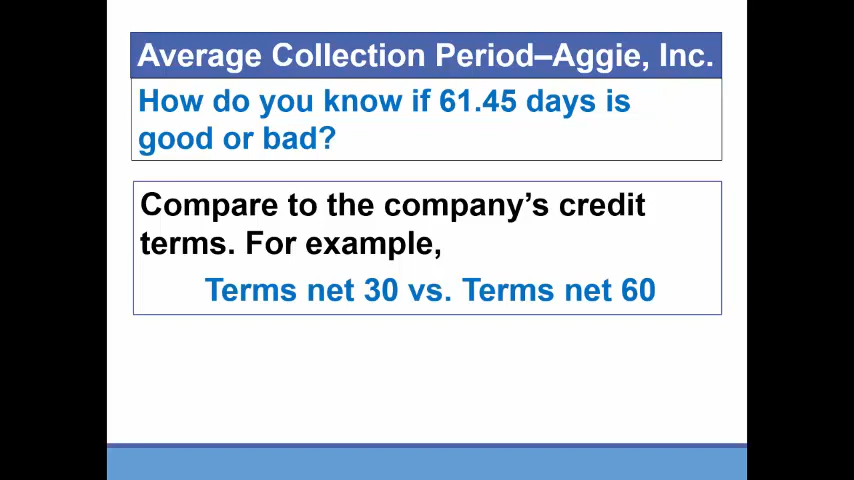 Average Collection Period–Aggie, Inc.
How do you know if 61.45 days is
good or bad?
Compare to the company’s credit
terms. For example,
Terms net 30 vs. Terms net 60